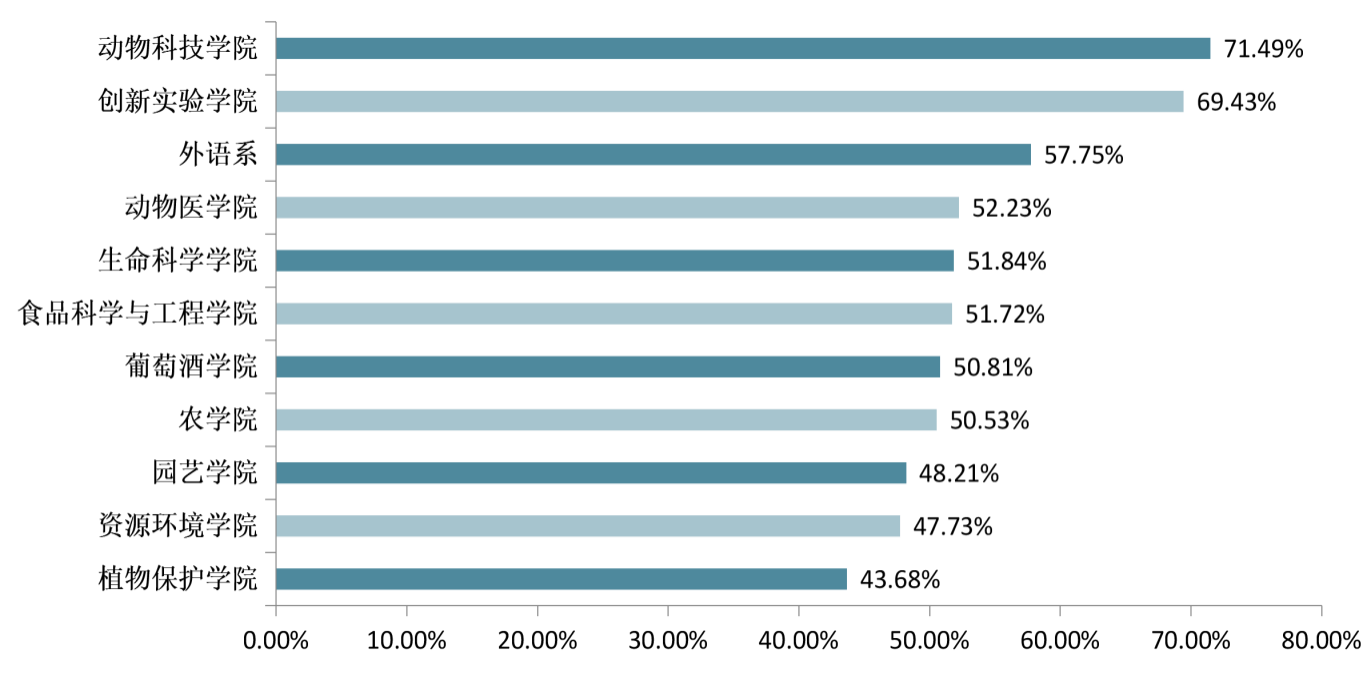 动物科技学院 71.49%
创新实验学院 69.43%
外语系 57.75%
动物医学院 52.23%
生命科学学院 51.84%
食品科学与工程学院 51.72%
葡萄酒学院 50.81%
农学院 50.53%
园艺学院 48.21%
资源环境学院 47.73%
植物保护学院 43.68%
0.00% 10.00% 20.00% 30.00% 40.00% 50.00% 60.00% 70.00% 80.00%